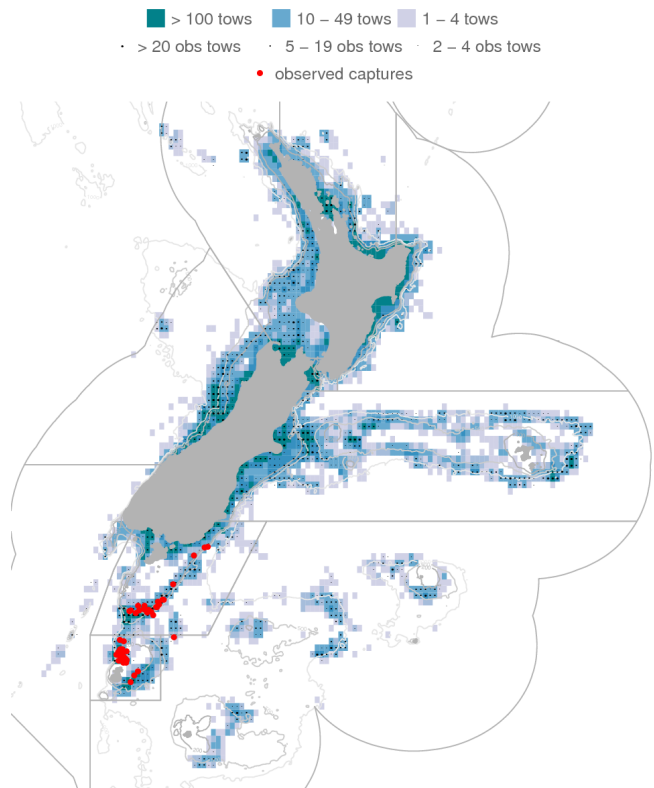 > 100 tows 10 − 49 tows 1 − 4 tows
> 20 obs tows 5 − 19 obs tows 2 − 4 obs tows
observed captures